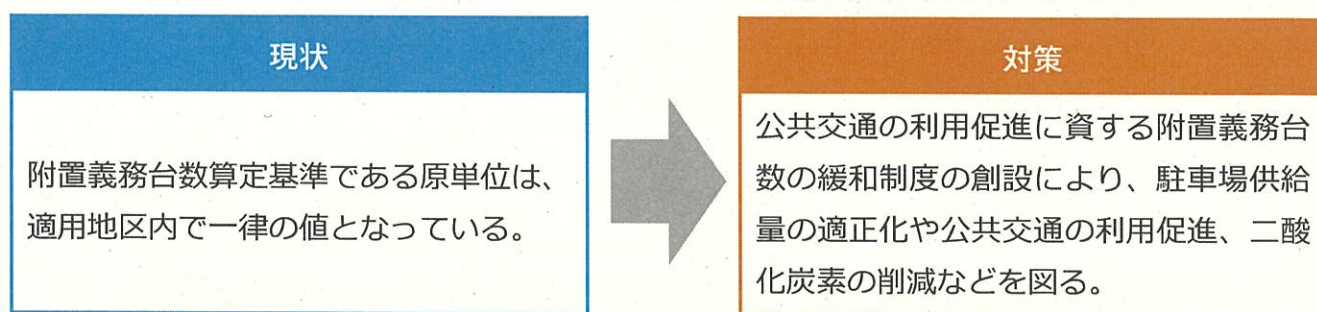 現状
附置義務台数算定基準である原単位は、
適用地区内で一律の値となっている。
対策
公共交通の利用促進に資する附置義務台
数の緩和制度の創設により、駐車場供給
量の適正化や公共交通の利用促進、二酸
化炭素の削減などを図る。